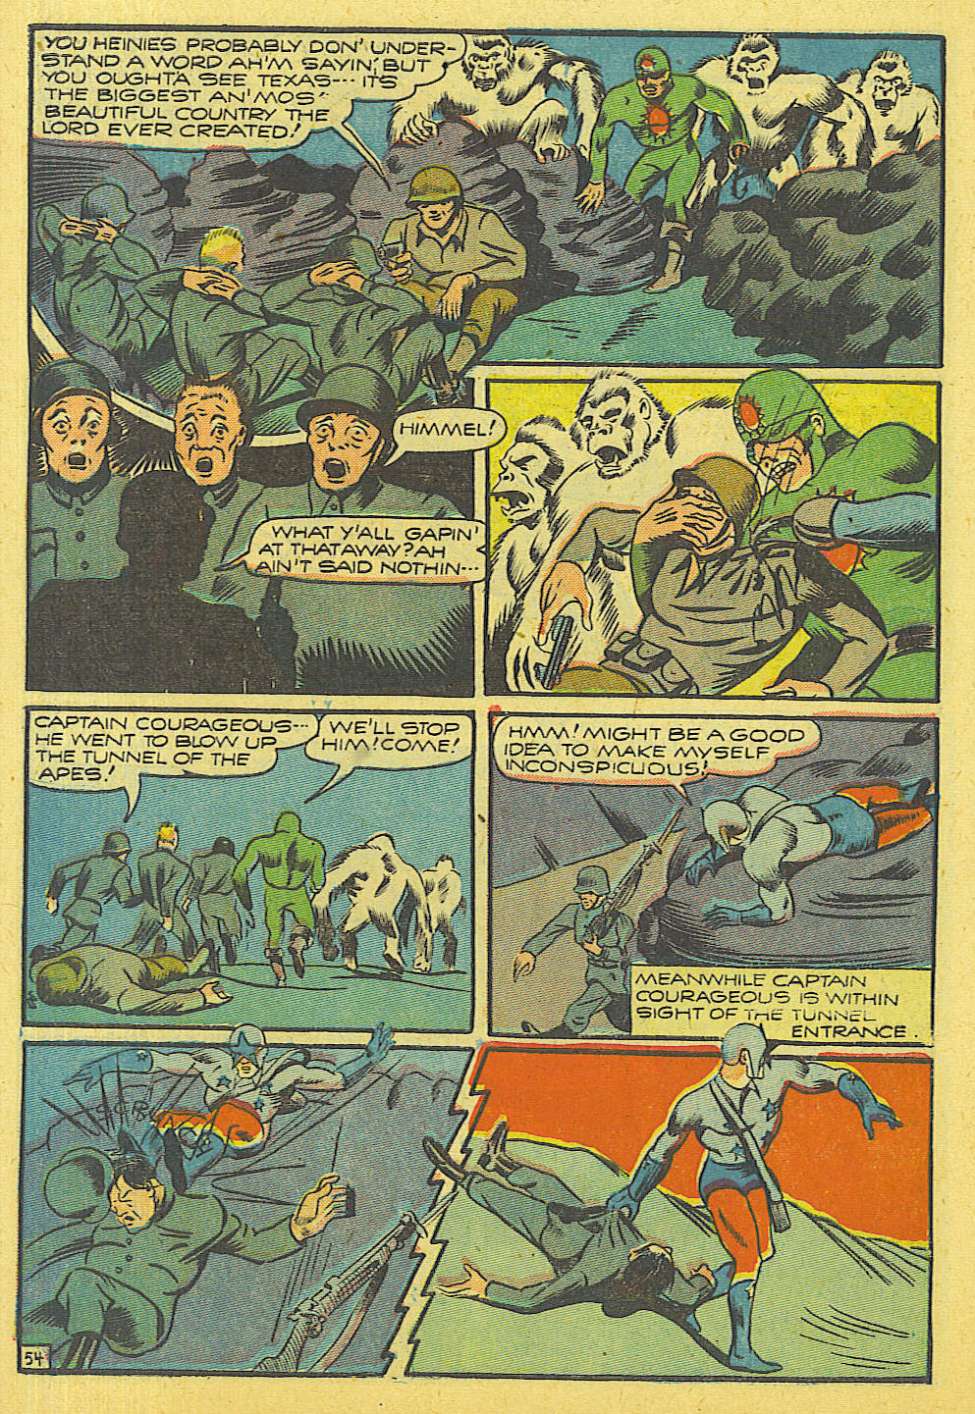 YOU HEINIES PROBABLY DON' UNDER-
STAND A WORD AH'M SAYIN', BUT
YOU OUGHT'A SEE TEXAS--- IT'S
THE BIGGEST AN' MOS'
BEAUTIFUL COUNTRY THE
LORD EVER CREATED!
HIMMEL!
WHAT Y'ALL GAPIN'
AT THATAWAY? AH
AIN'T SAID NOTHIN---
CAPTAIN COURAGEOUS---
HE WENT TO BLOW UP
THE TUNNEL OF THE
APES!
WE'LL STOP
HIM! COME!
HMM! MIGHT BE A GOOD
IDEA TO MAKE MYSELF
INCONSPICUOUS!
MEANWHILE CAPTAIN
COURAGEOUS IS WITHIN
SIGHT OF THE TUNNEL
ENTRANCE.
SCRUNCK
54